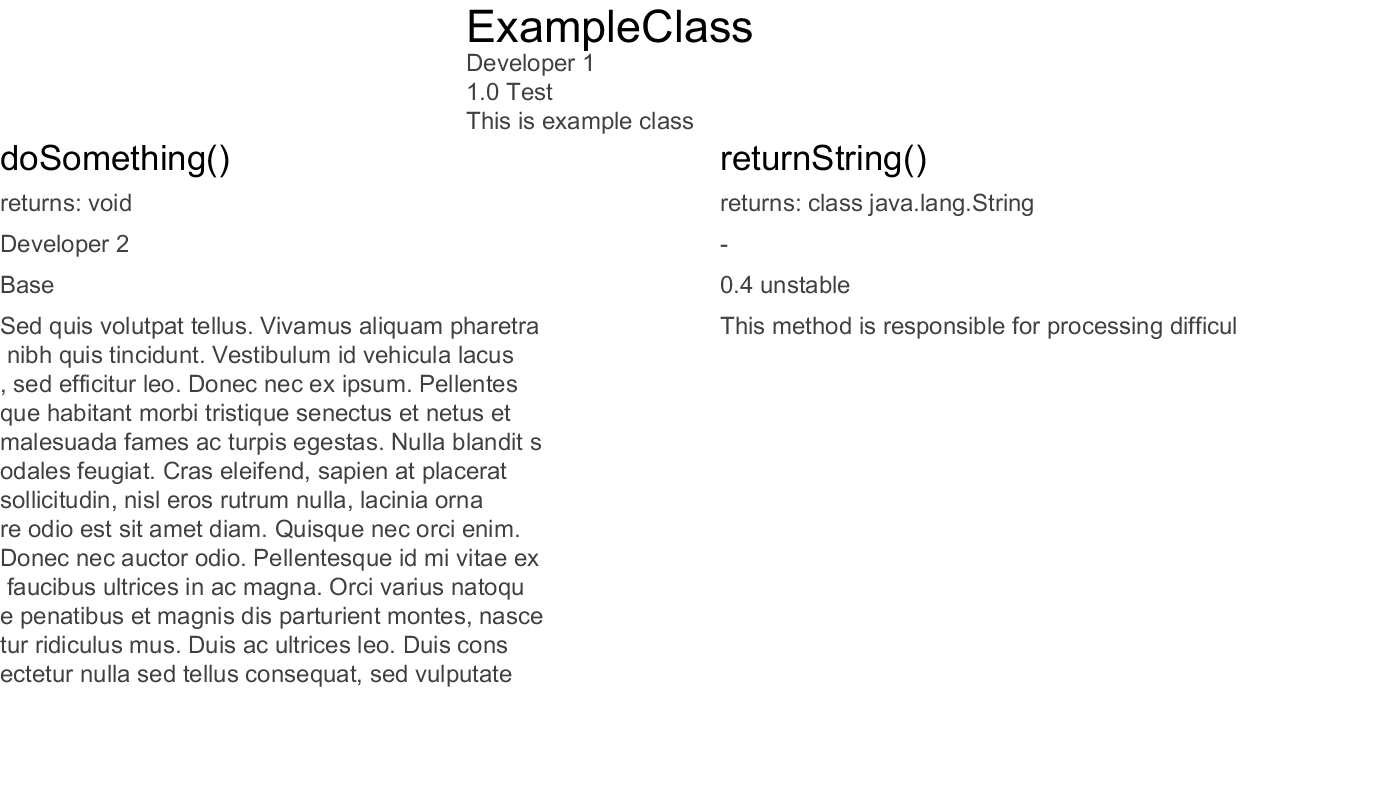 ExampleClass
Developer 1
1.0 Test
This is example class
doSomething()
returns: void
Developer 2
Base
Sed quis volutpat tellus. Vivamus aliquam pharetra
nibh quis tincidunt. Vestibulum id vehicula lacus
, sed efficitur leo. Donec nec ex ipsum. Pellentes
que habitant morbi tristique senectus et netus et
malesuada fames ac turpis egestas. Nulla blandit s
odales feugiat. Cras eleifend, sapien at placerat
sollicitudin, nisl eros rutrum nulla, lacinia orna
re odio est sit amet diam. Quisque nec orci enim.
Donec nec auctor odio. Pellentesque id mi vitae ex
faucibus ultrices in ac magna. Orci varius natoqu
e penatibus et magnis dis parturient montes, nasce
tur ridiculus mus. Duis ac ultrices leo. Duis cons
ectetur nulla sed tellus consequat, sed vulputate
returnString()
returns: class java.lang.String
-
0.4 unstable
This method is responsible for processing difficul